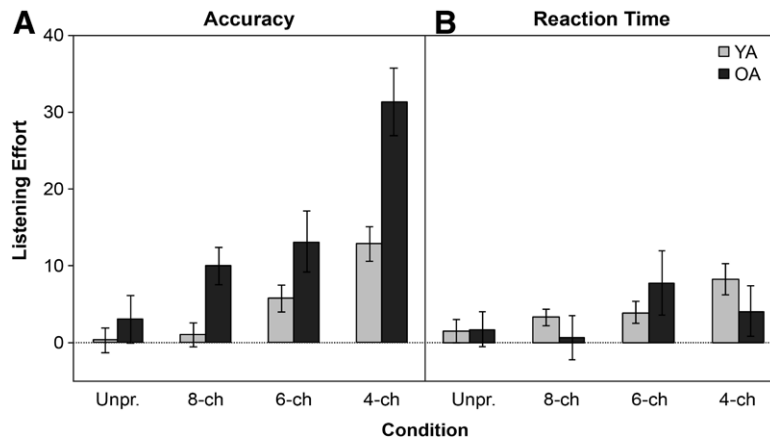 A Accuracy
B Reaction Time
YA
OA
Listening Effort
40
30
20
10
0
Unpr. 8-ch 6-ch 4-ch
Unpr. 8-ch 6-ch 4-ch
Condition